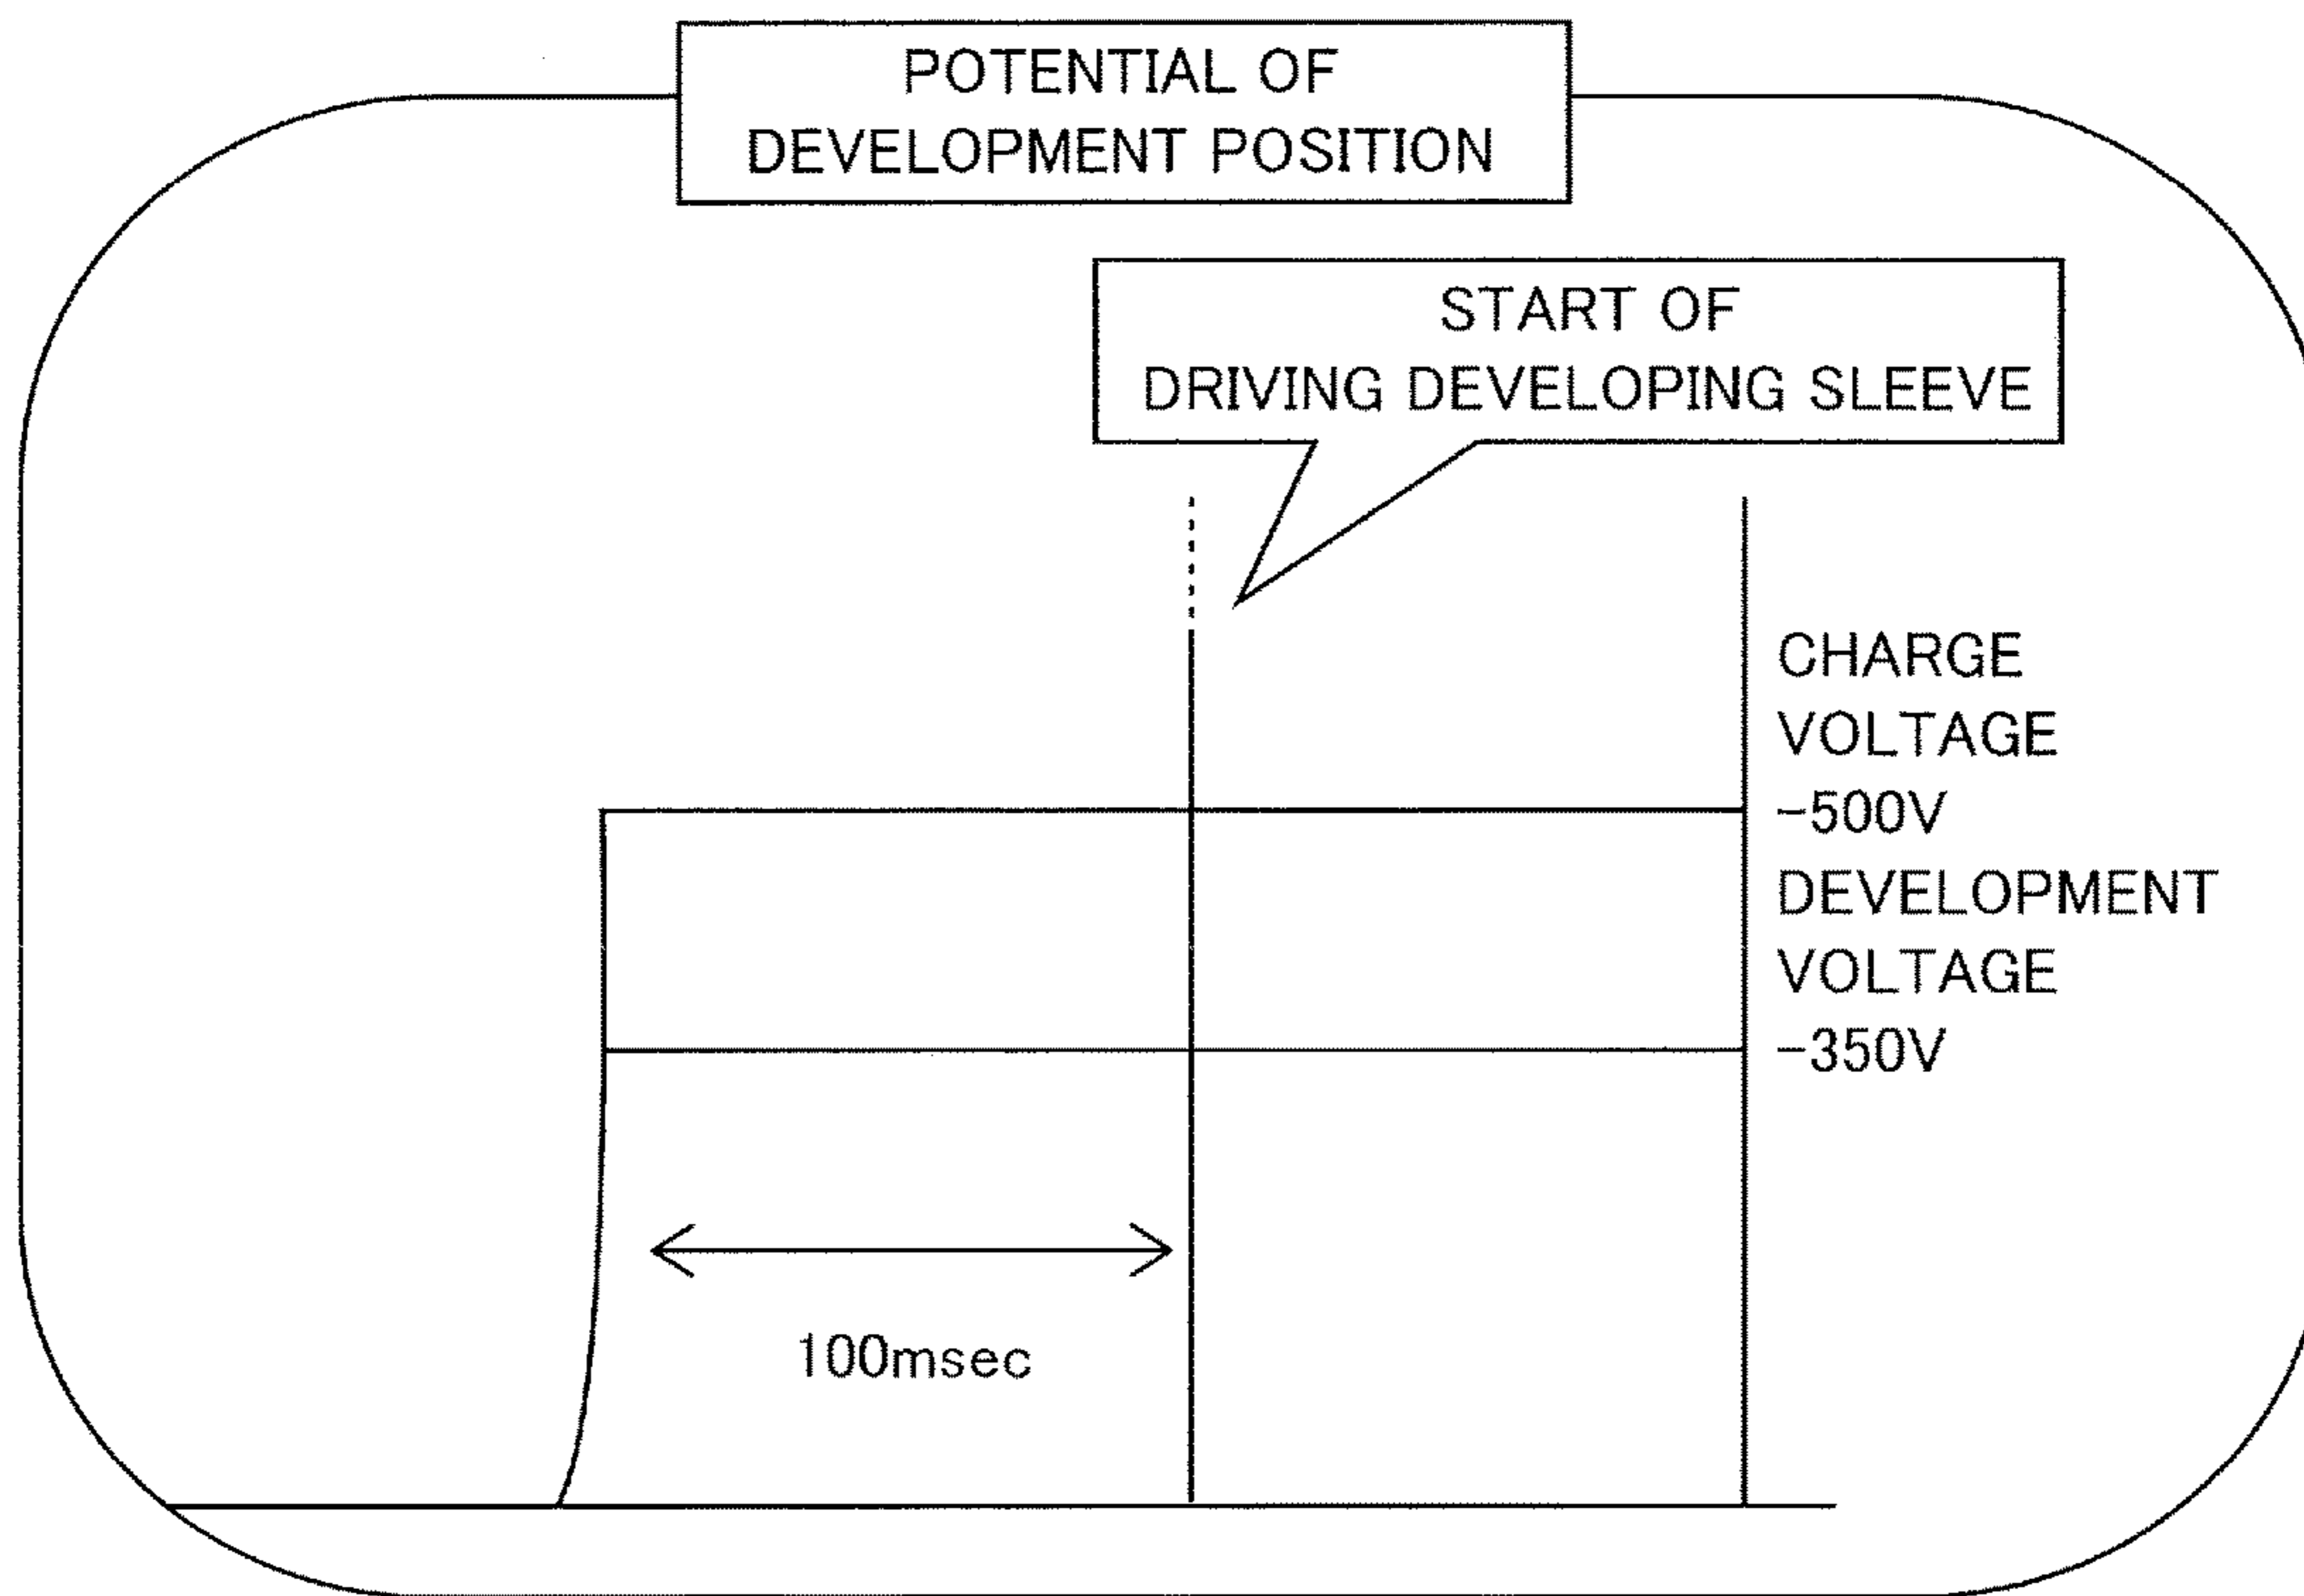 POTENTIAL OF
DEVELOPMENT POSITION
START OF
DRIVING DEVELOPING SLEEVE
CHARGE
VOLTAGE
-500V
DEVELOPMENT
VOLTAGE
-350V
100msec